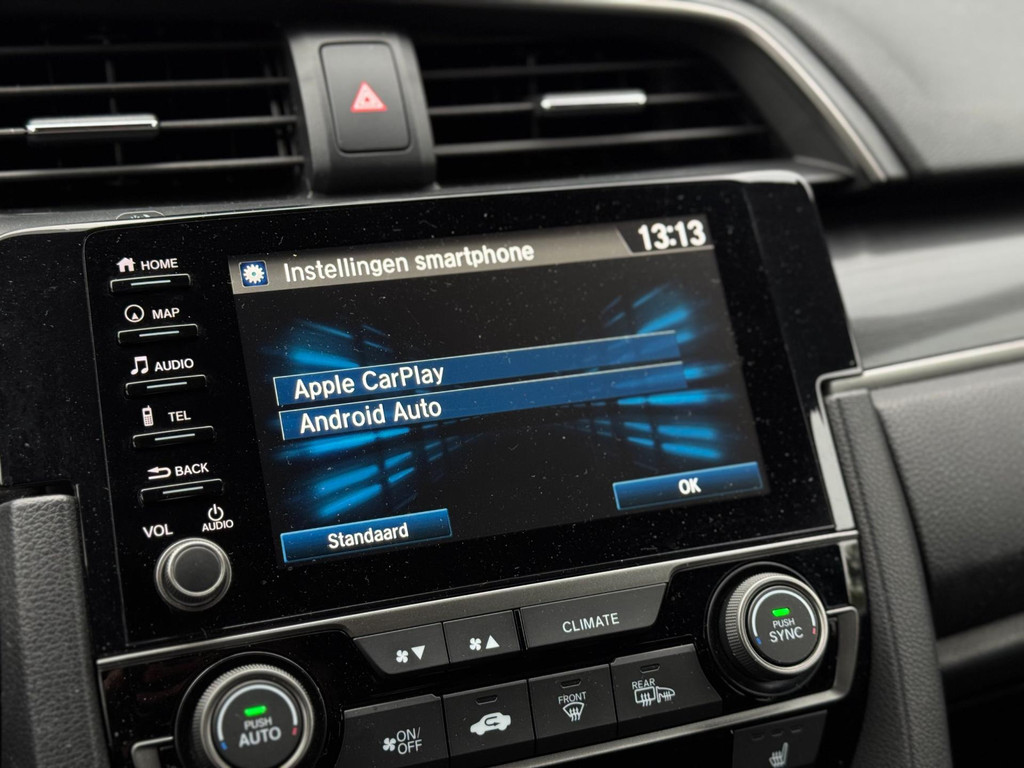 Instellingen smartphone
13:13
HOME
MAP
AUDIO
TEL
BACK
VOL
AUDIO
Apple CarPlay
Android Auto
Standaard
OK
CLIMATE
PUSH
SYNC
PUSH
AUTO
ON/
OFF
FRONT
REAR